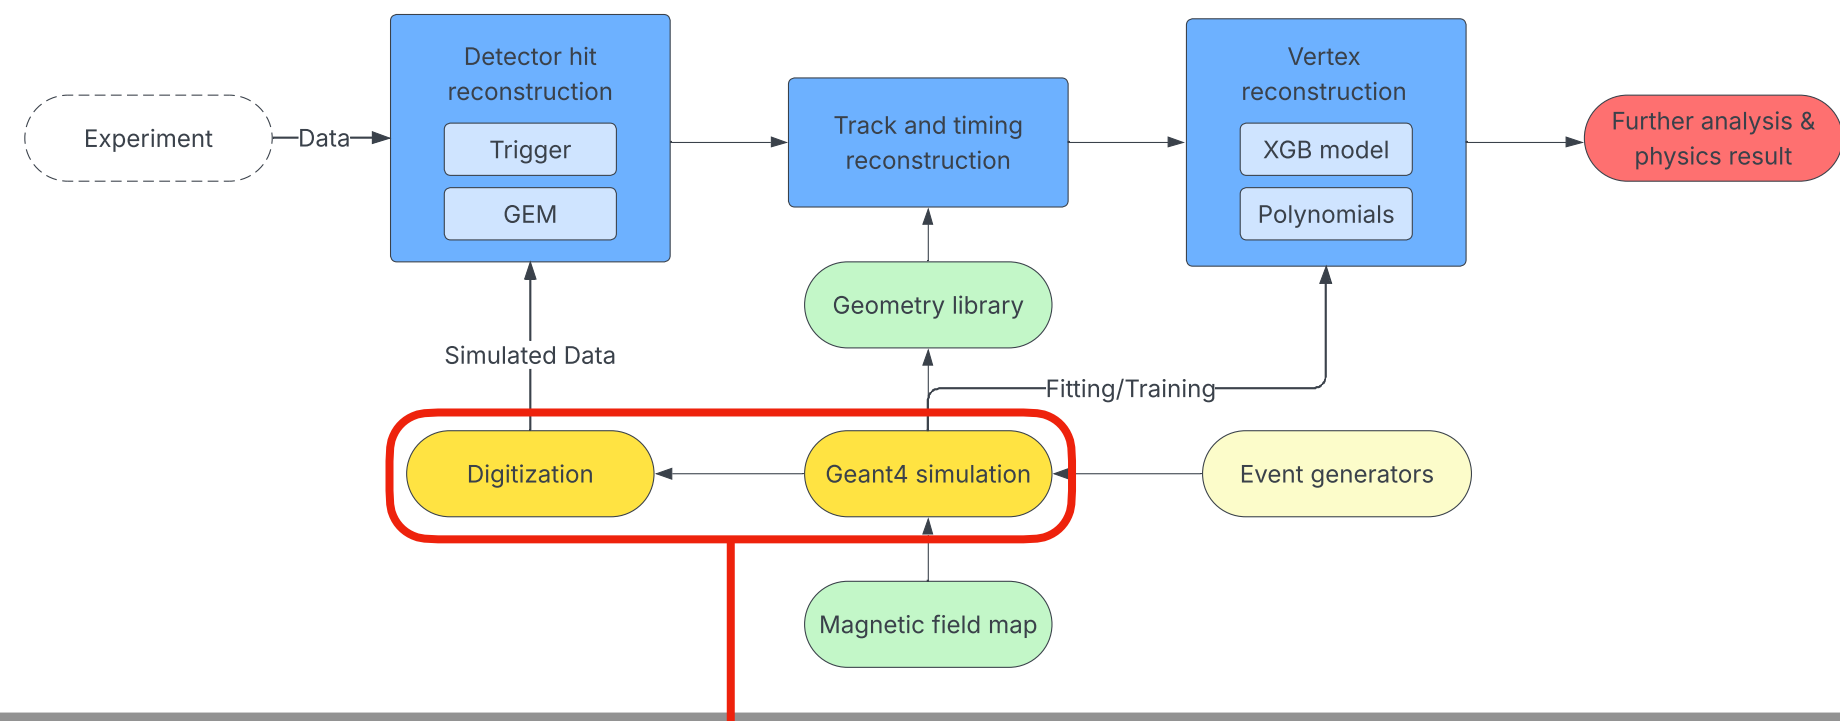 Detector hit
reconstruction
Trigger
GEM
Experiment
Data
Track and timing
reconstruction
Vertex
reconstruction
XGB model
Polynomials
Further analysis &
physics result
Geometry library
Simulated Data
Fitting/Training
Digitization
Geant4 simulation
Event generators
Magnetic field map